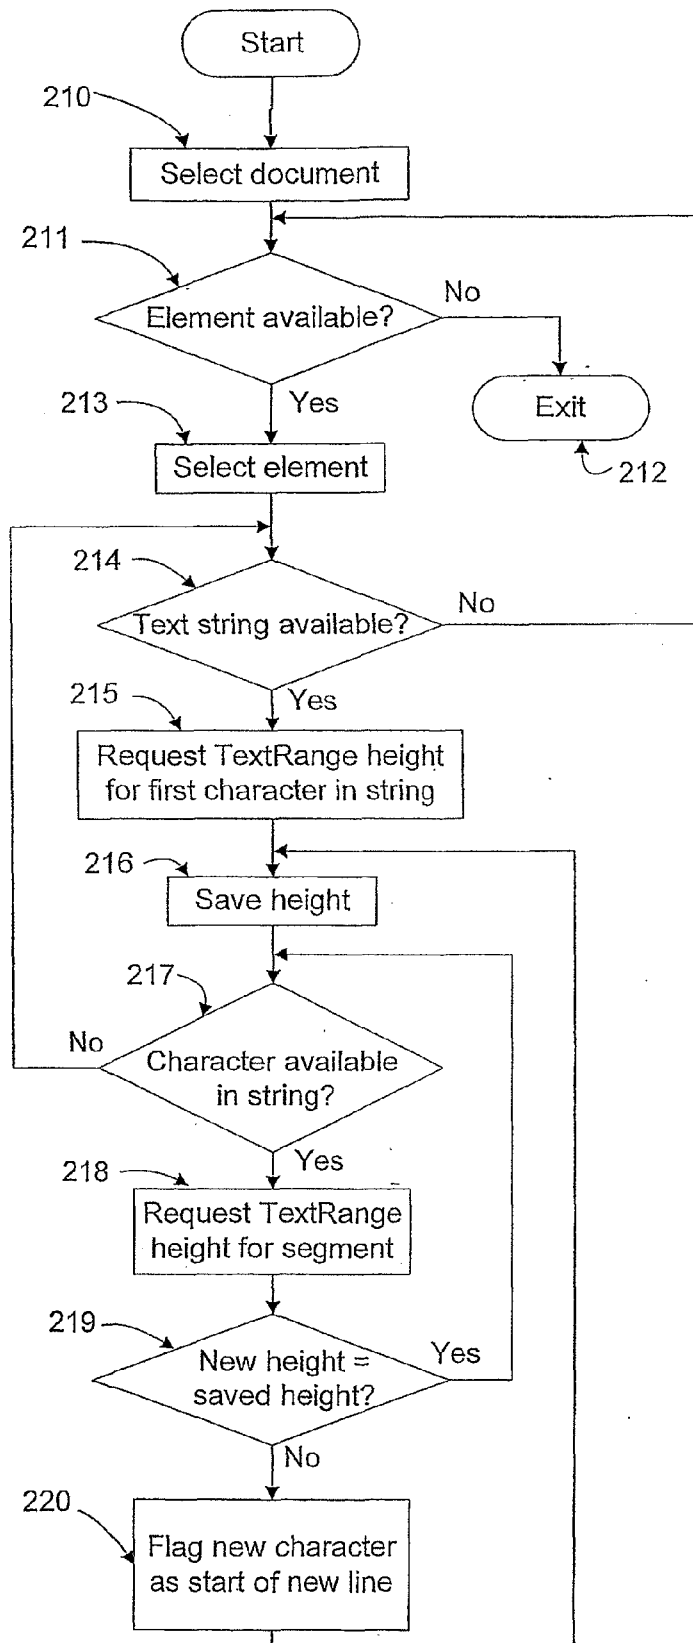 Start
210
Select document
211
No
Element available?
Yes
Exit
213
Select element
212
214
No
Text string available?
Yes
215
Request TextRange height
for first character in string
216
Save height
217
No
Character available
in string?
Yes
218
Request TextRange
height for segment
219
Yes
New height =
saved height?
No
220
Flag new character
as start of new line